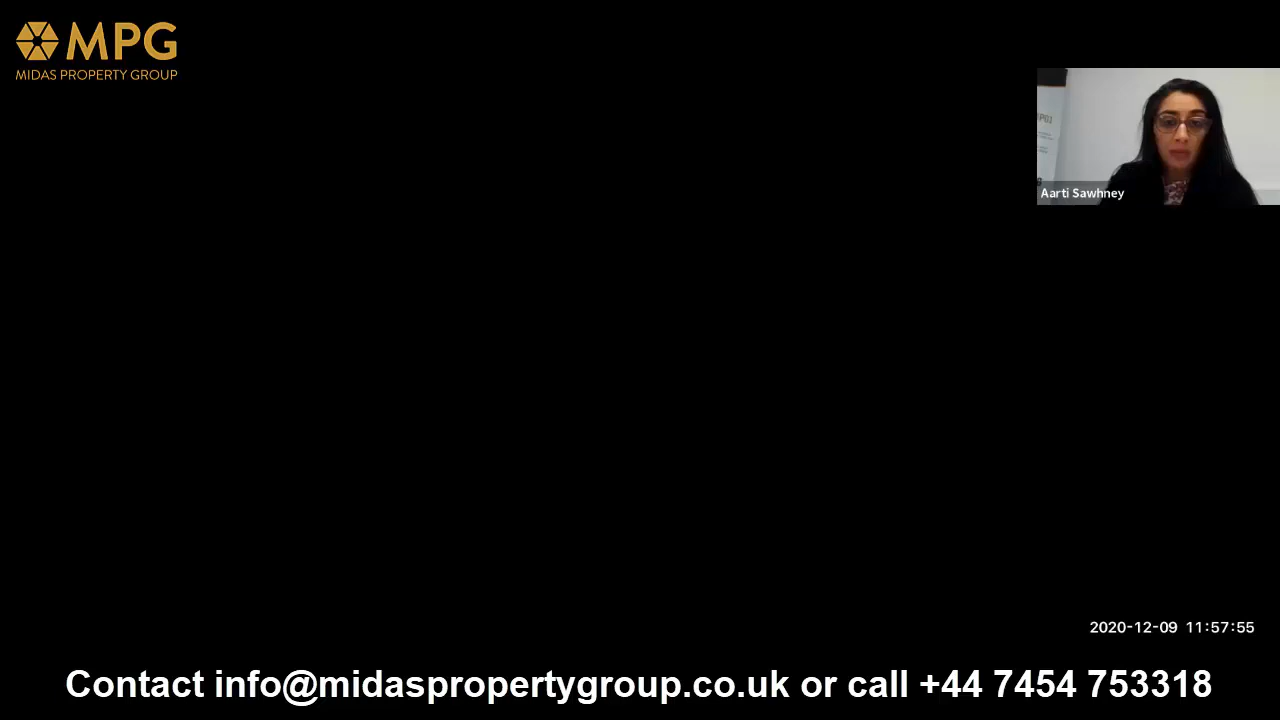 MPG
MIDAS PROPERTY GROUP
Aarti Sawhney
2020-12-09 11:57:55
Contact info@midaspropertygroup.co.uk or call +44 7454 753318